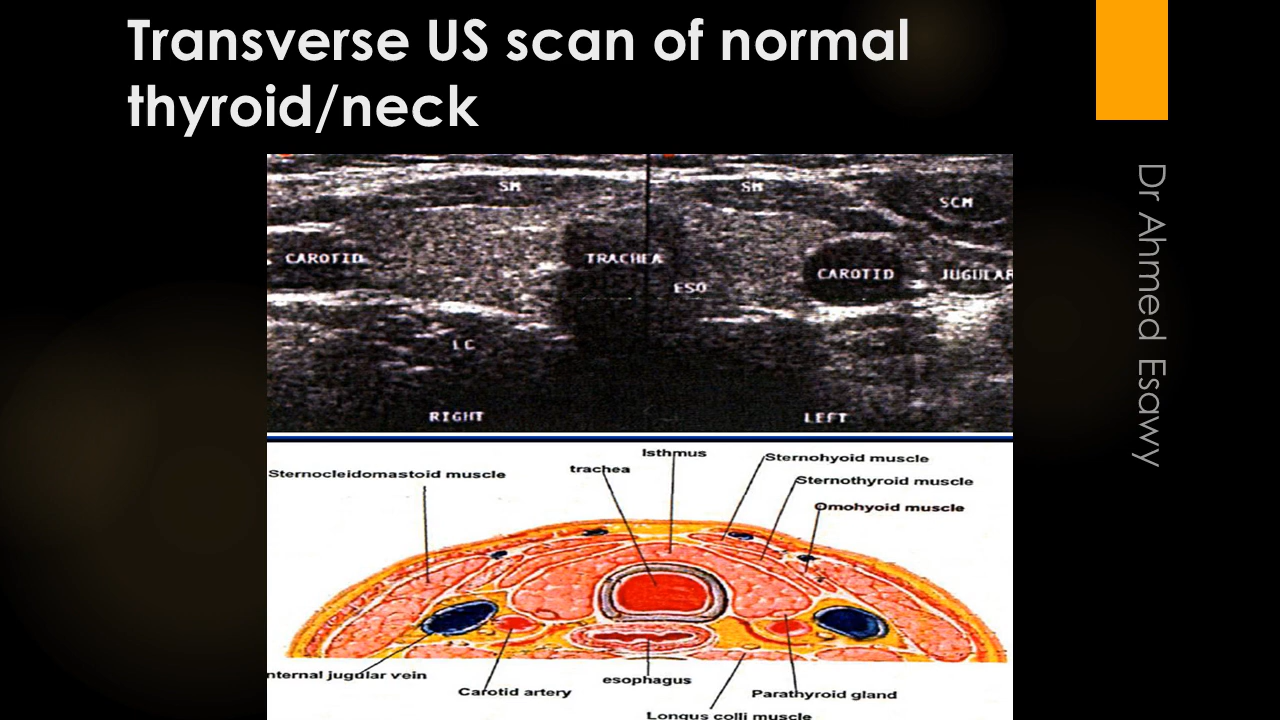 Transverse US scan of normal
thyroid/neck
Dr Ahmed Esawy
SM
SM
SCM
CAROTID
TRACHEA
CAROTID
JUGULAR
ESO
LC
RIGHT
LEFT
Isthmus
Sternohyoid muscle
trachea
Sternocleidomastoid muscle
Sternothyroid muscle
Omohyoid muscle
nternal jugular vein
esophagus
Carotid artery
Parathyroid gland
Longus colli muscle